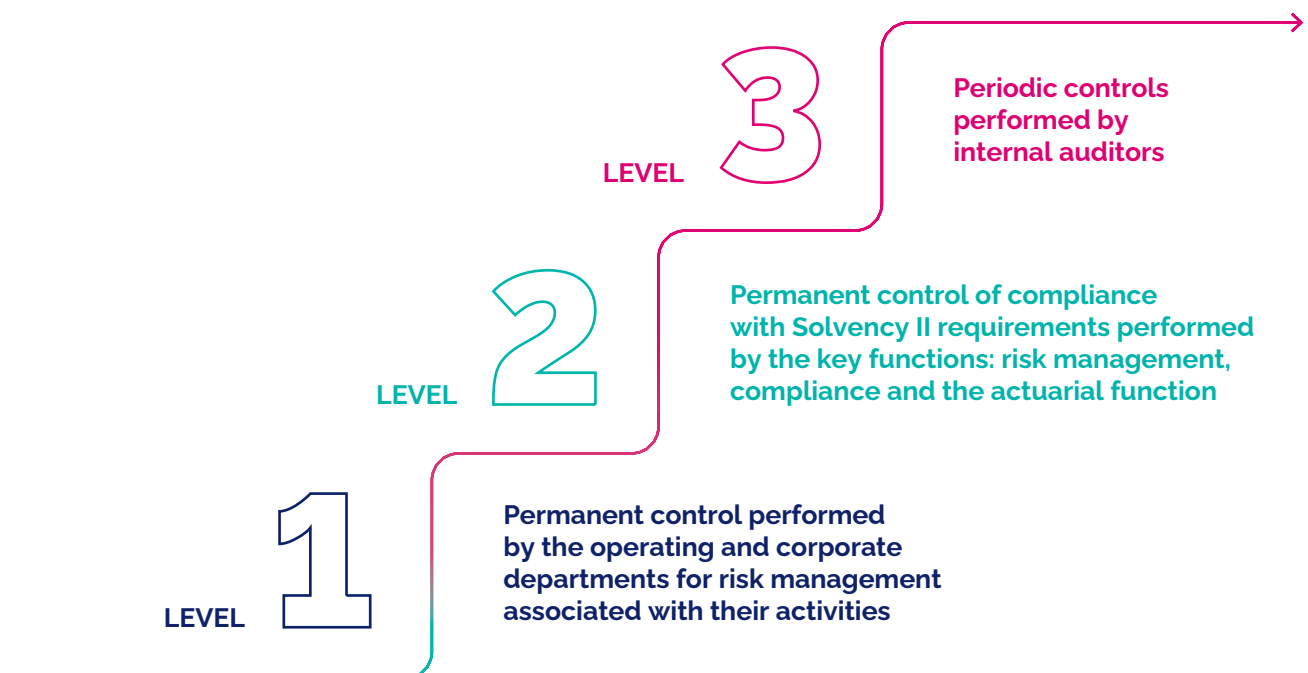 3
LEVEL
Periodic controls
performed by
internal auditors
2
LEVEL
Permanent control of compliance
with Solvency II requirements performed
by the key functions: risk management,
compliance and the actuarial function
1
LEVEL
Permanent control performed
by the operating and corporate
departments for risk management
associated with their activities